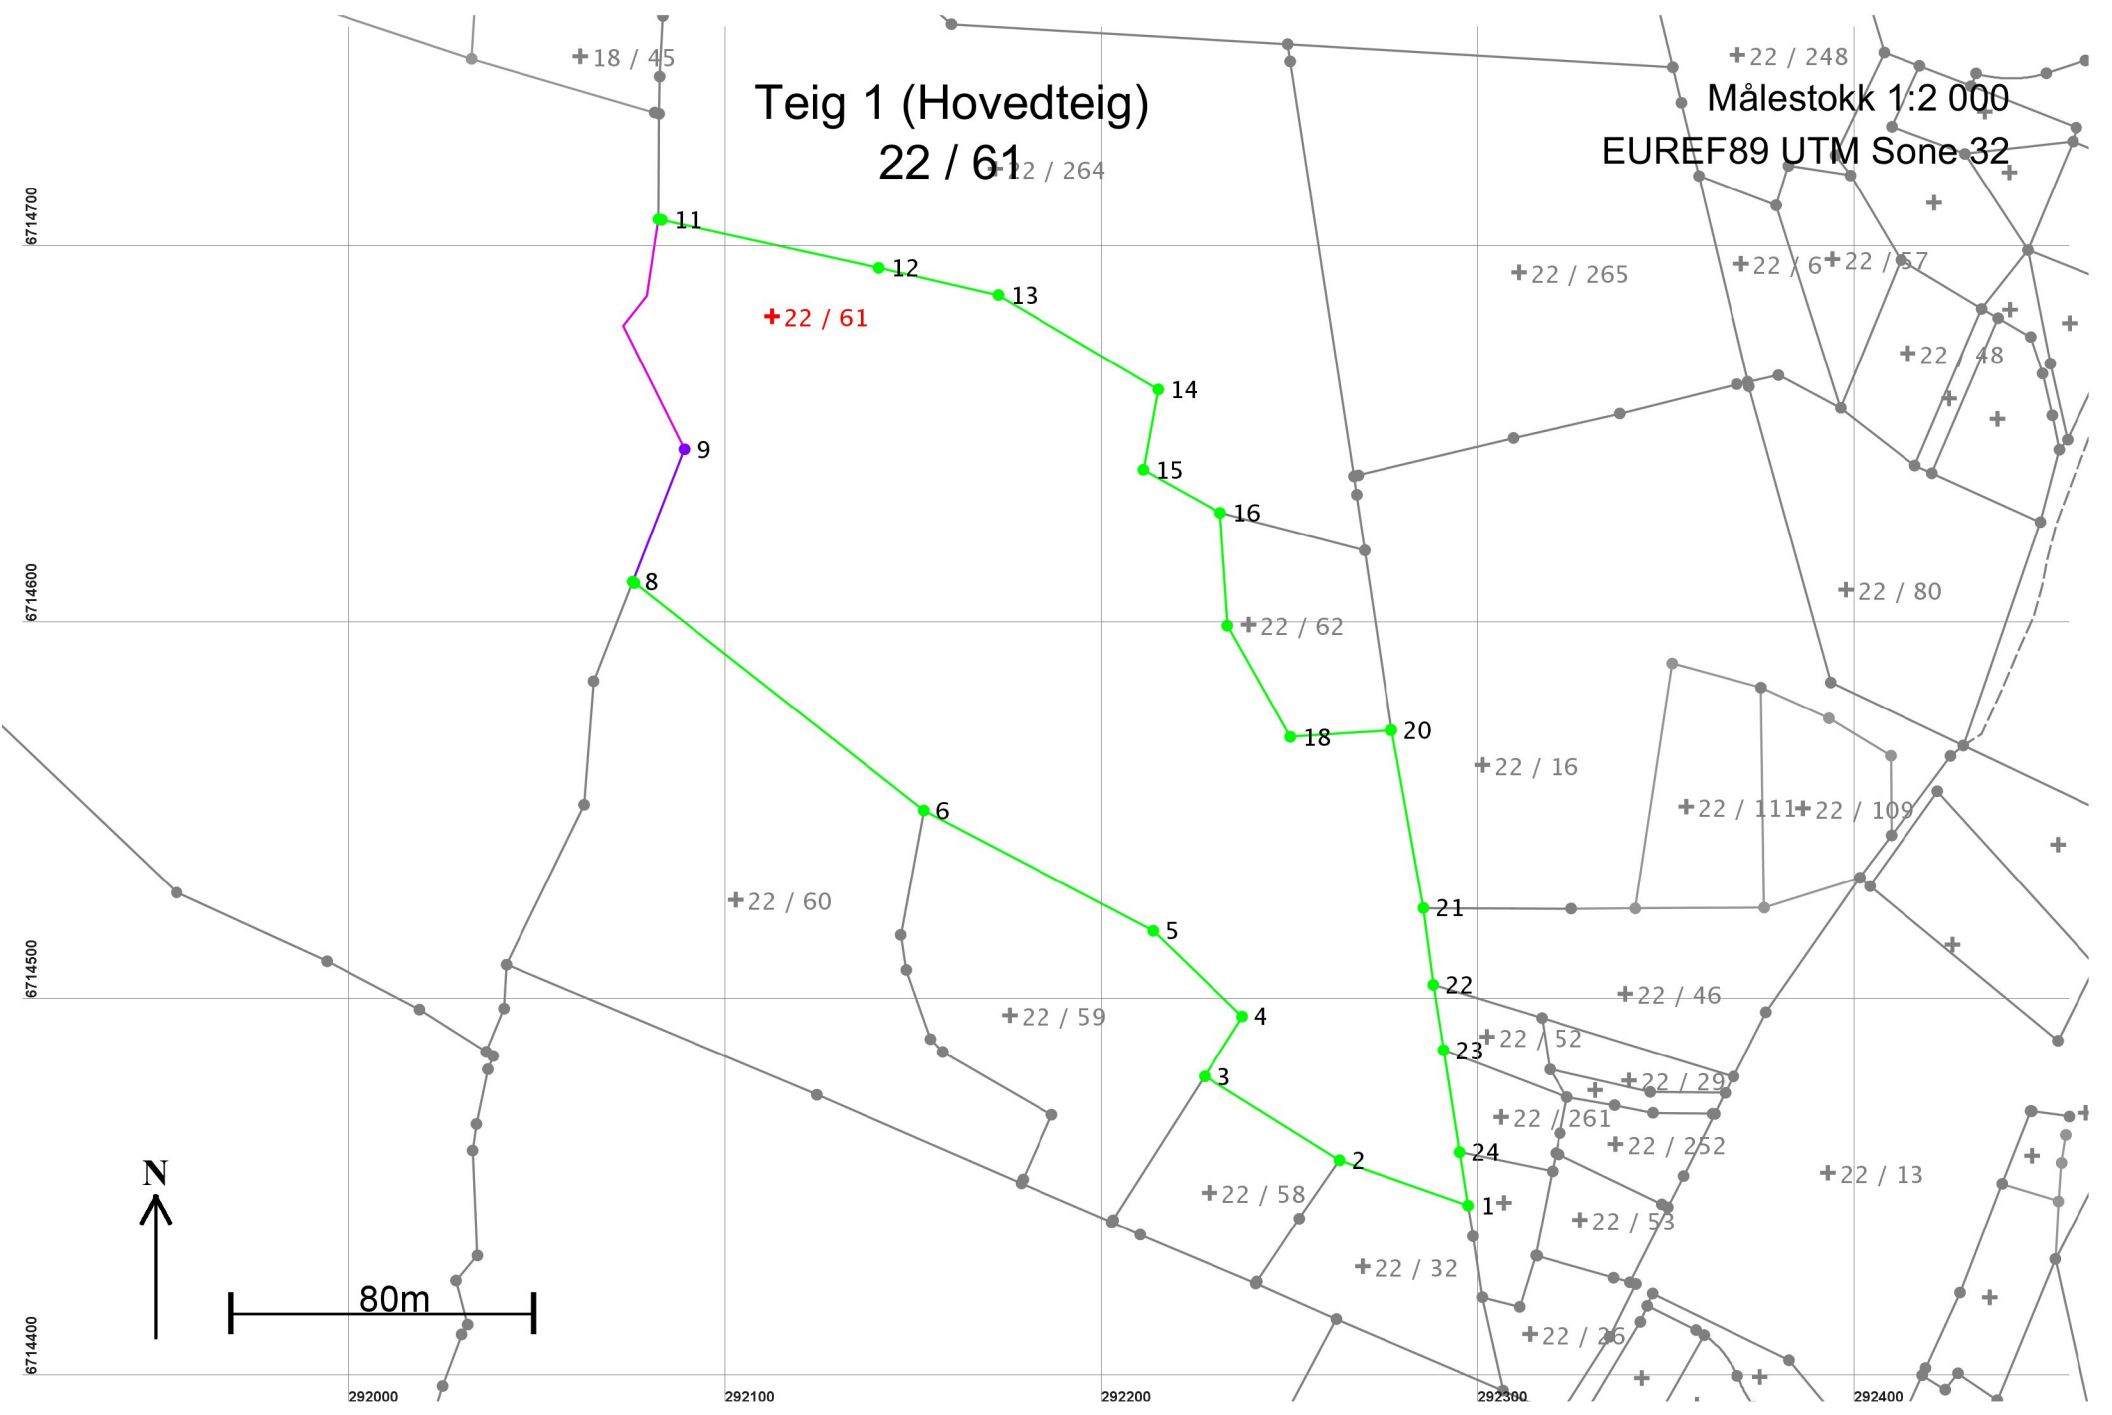 18 / 45
22 / 248
Teig 1 (Hovedteig)
Målestokk 1:2 000
22 / 61
22 / 264
EUREF89 UTM Sone 32
6714700
11
12
13
22 / 61
22 / 265
22 / 6
22 / 57
22 / 48
14
9
15
16
8
6714600
22 / 62
22 / 80
18
20
22 / 16
6
22 / 111
22 / 109
22 / 60
21
5
6714500
22
22 / 46
22 / 59
4
23
22 / 52
3
22 / 29
22 / 261
22 / 252
24
2
22 / 13
N
22 / 58
1
22 / 53
22 / 32
80m
22 / 26
6714400
292000
292100
292200
292300
292400